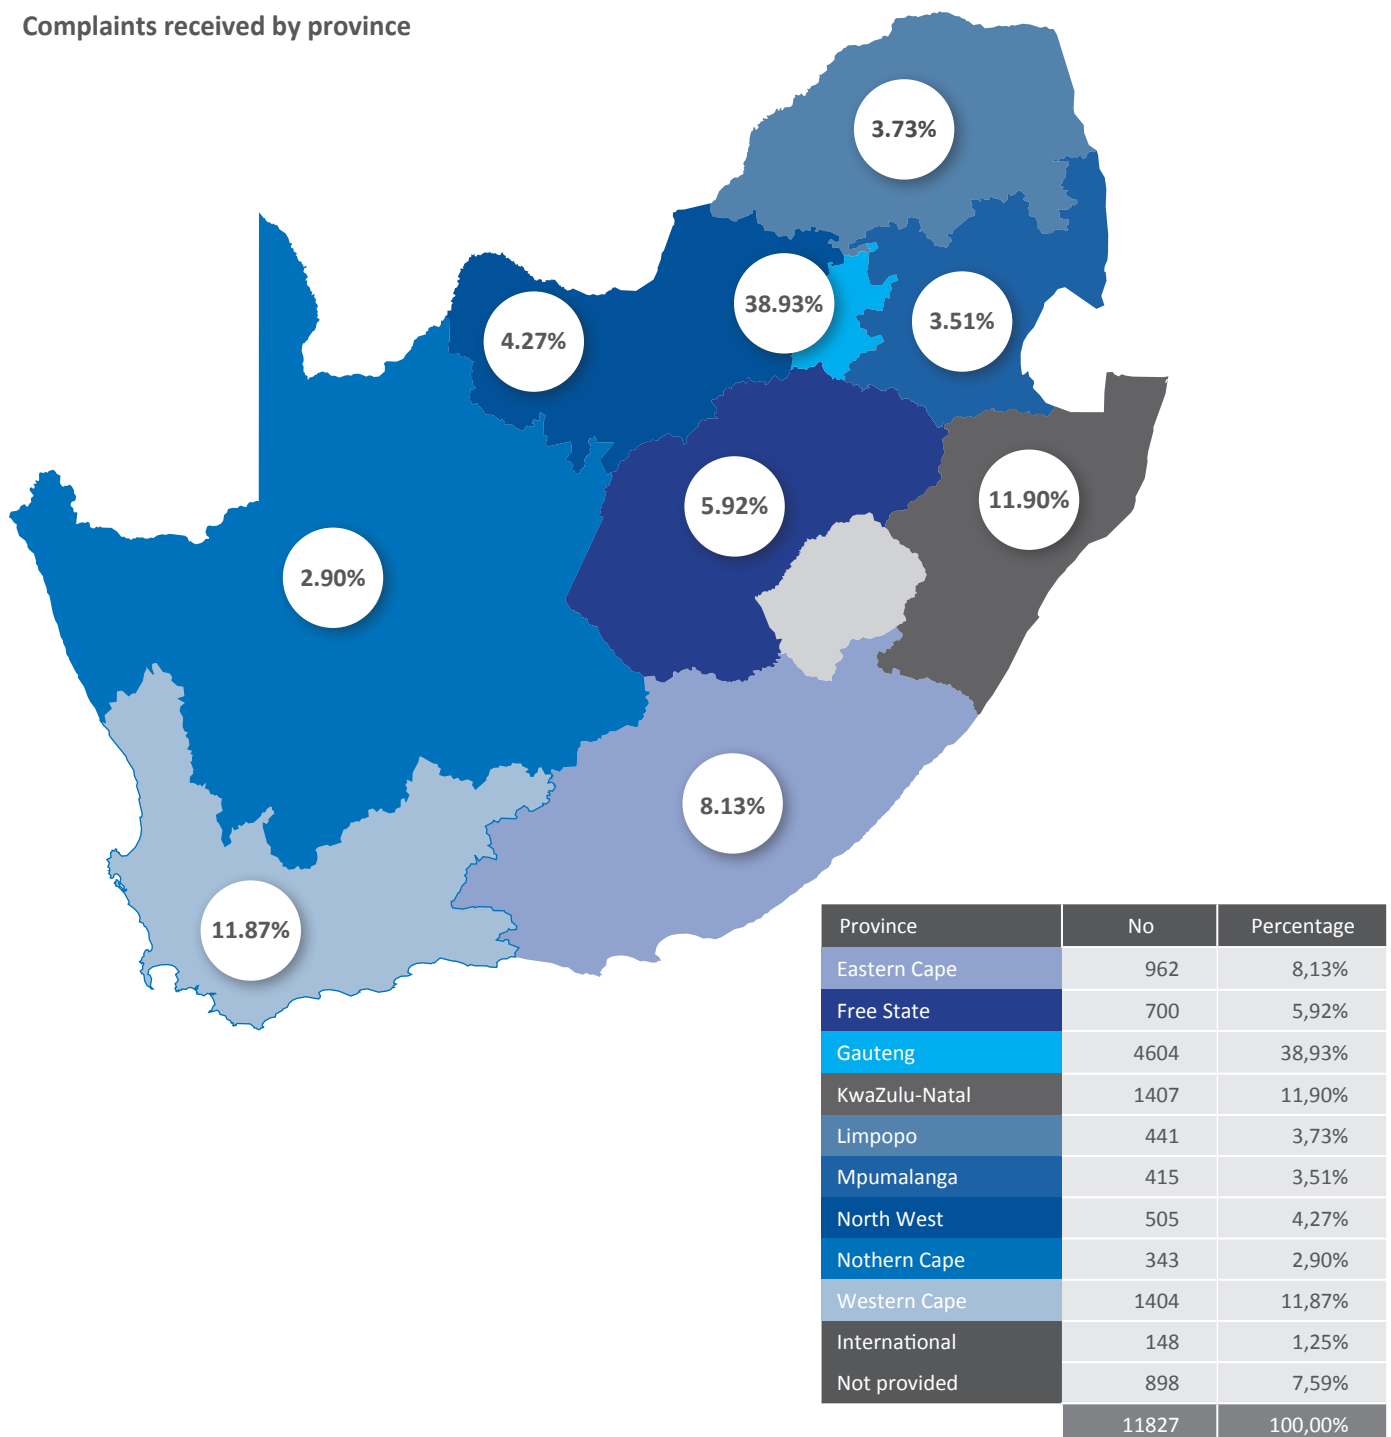 Complaints received by province
3.73%
38.93%
3.51%
4.27%
11.90%
5.92%
2.90%
8.13%
11.87%
Province No Percentage
Eastern Cape 962 8,13%
Free State 700 5,92%
Gauteng 4604 38,93%
KwaZulu-Natal 1407 11,90%
Limpopo 441 3,73%
Mpumalanga 415 3,51%
North West 505 4,27%
Nothern Cape 343 2,90%
Western Cape 1404 11,87%
International 148 1,25%
Not provided 898 7,59%
11827 100,00%